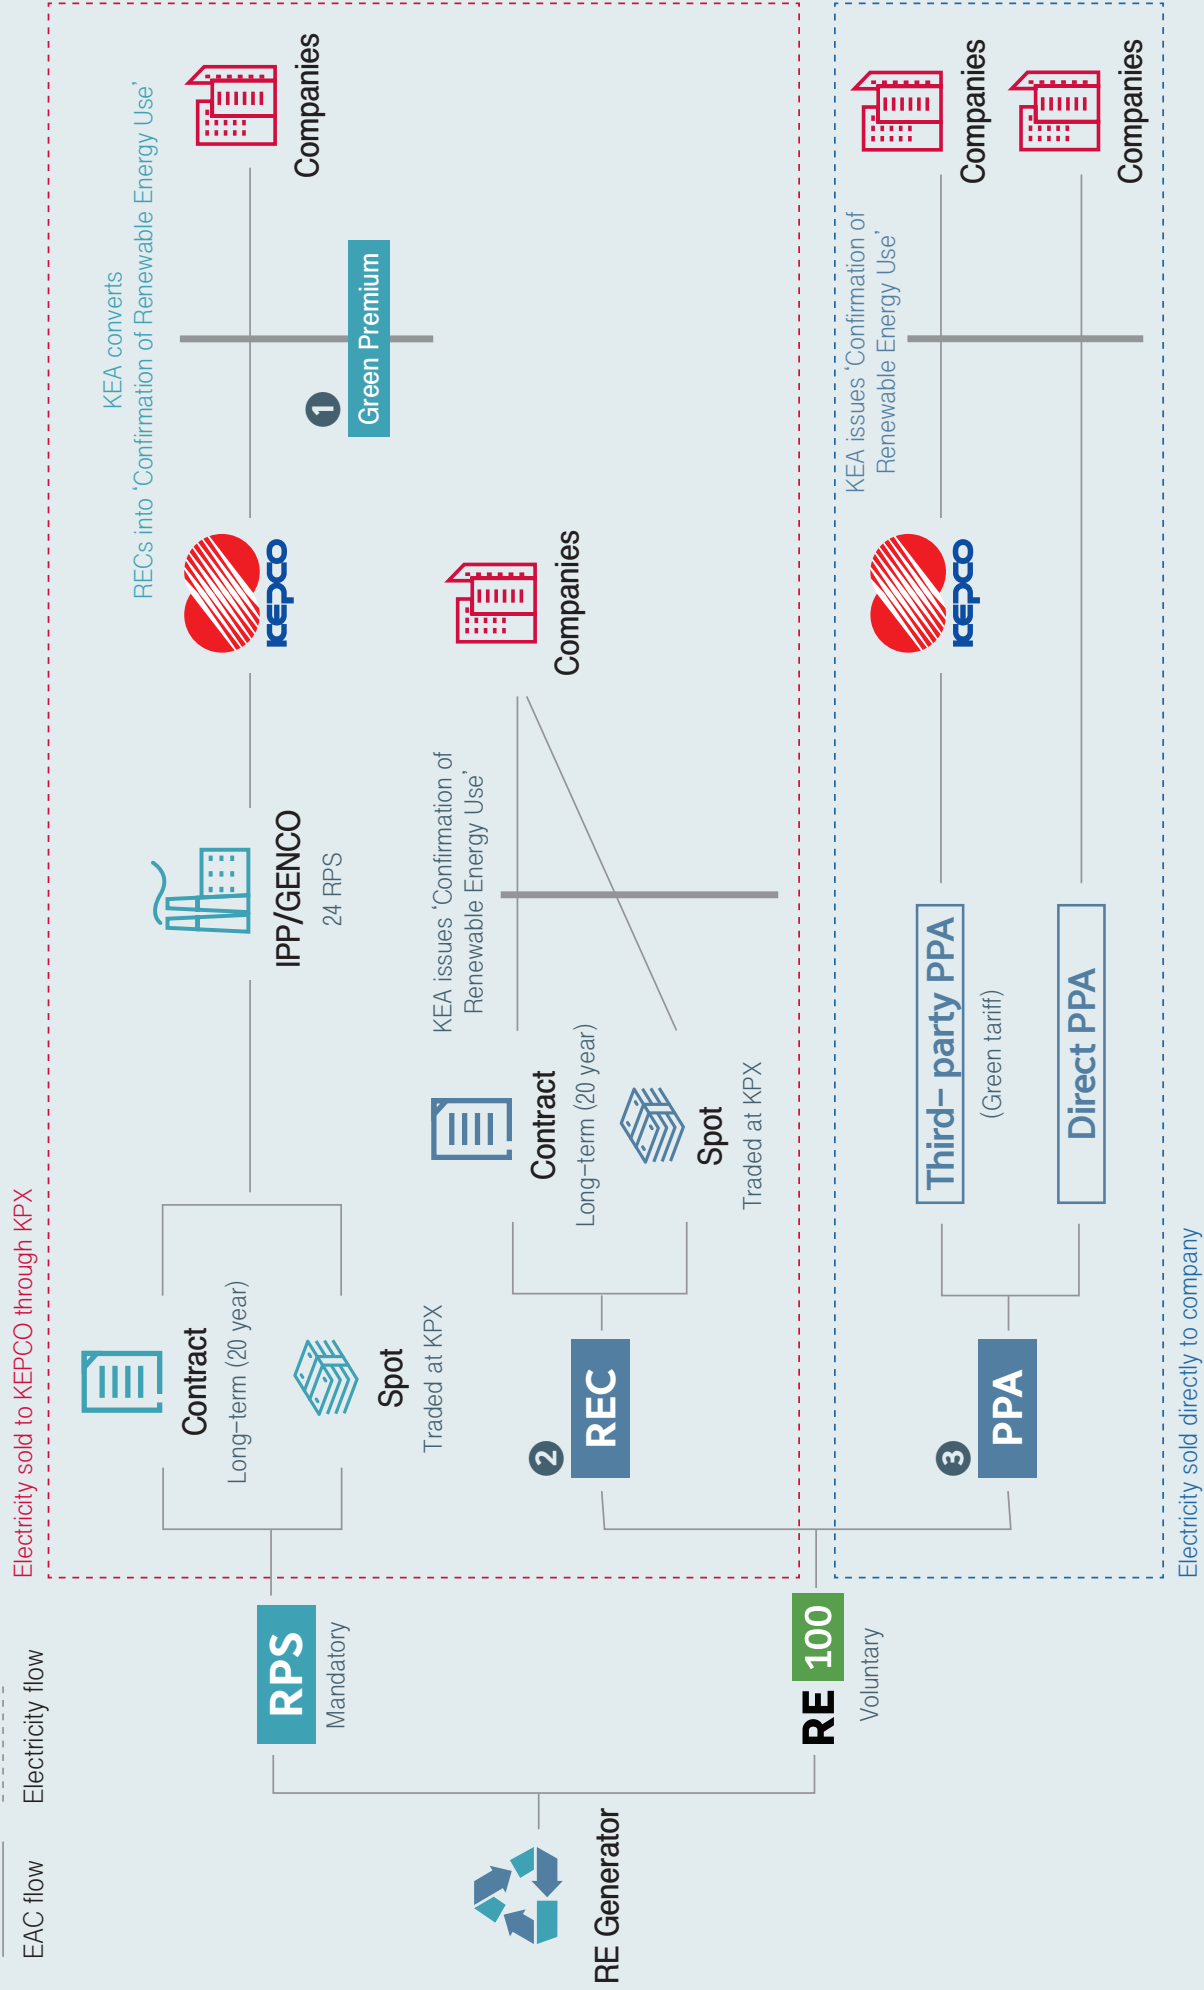 EAC flow
Electricity flow
Electricity sold to KEPCO through KPX
RE Generator
RPS
Mandatory
Contract
Long-term (20 year)
Spot
Traded at KPX
IPP/GENCO
24 RPS
KEPCO
KEA converts
RECs into 'Confirmation of Renewable Energy Use'
1
Green Premium
Companies
RE 100
Voluntary
2
REC
Contract
Long-term (20 year)
Spot
Traded at KPX
KEA issues 'Confirmation of
Renewable Energy Use'
Companies
3
PPA
Third- party PPA
(Green tariff)
Direct PPA
KEPCO
KEA issues 'Confirmation of
Renewable Energy Use'
Companies
Companies
Electricity sold directly to company